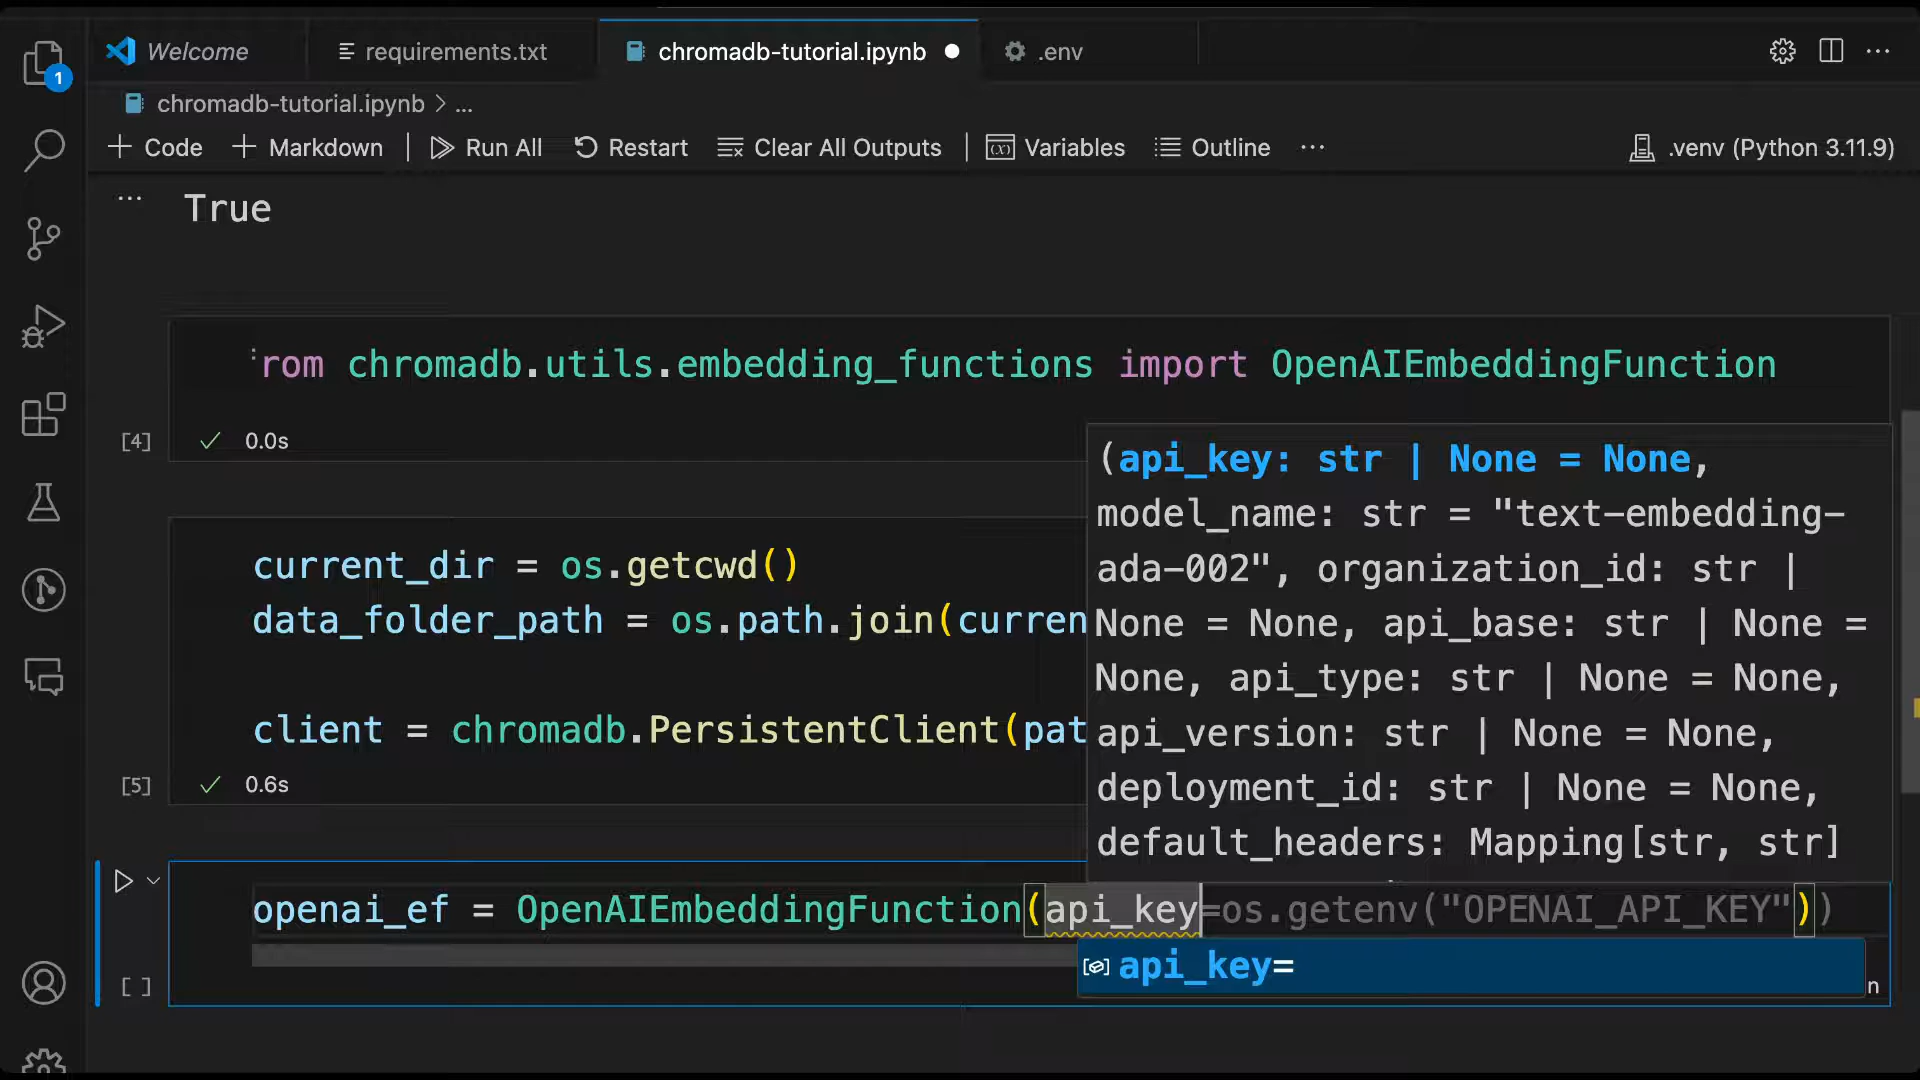 Welcome
requirements.txt
chromadb-tutorial.ipynb
.env
1
chromadb-tutorial.ipynb > ...
Code
Markdown
Run All
Restart
Clear All Outputs
Variables
Outline
...
.venv (Python 3.11.9)
...
True
rom chromadb.utils.embedding_functions import OpenAIEmbeddingFunction
[4]
0.0s
(api_key: str | None = None,
model_name: str = "text-embedding-
ada-002", organization_id: str |
None = None, api_base: str | None =
None, api_type: str | None = None,
api_version: str | None = None,
deployment_id: str | None = None,
default_headers: Mapping[str, str]
current_dir = os.getcwd()
data_folder_path = os.path.join(curren
client = chromadb.PersistentClient(pat
[5]
0.6s
openai_ef = OpenAIEmbeddingFunction(api_key=os.getenv("OPENAI_API_KEY"))
api_key=
[ ]
n